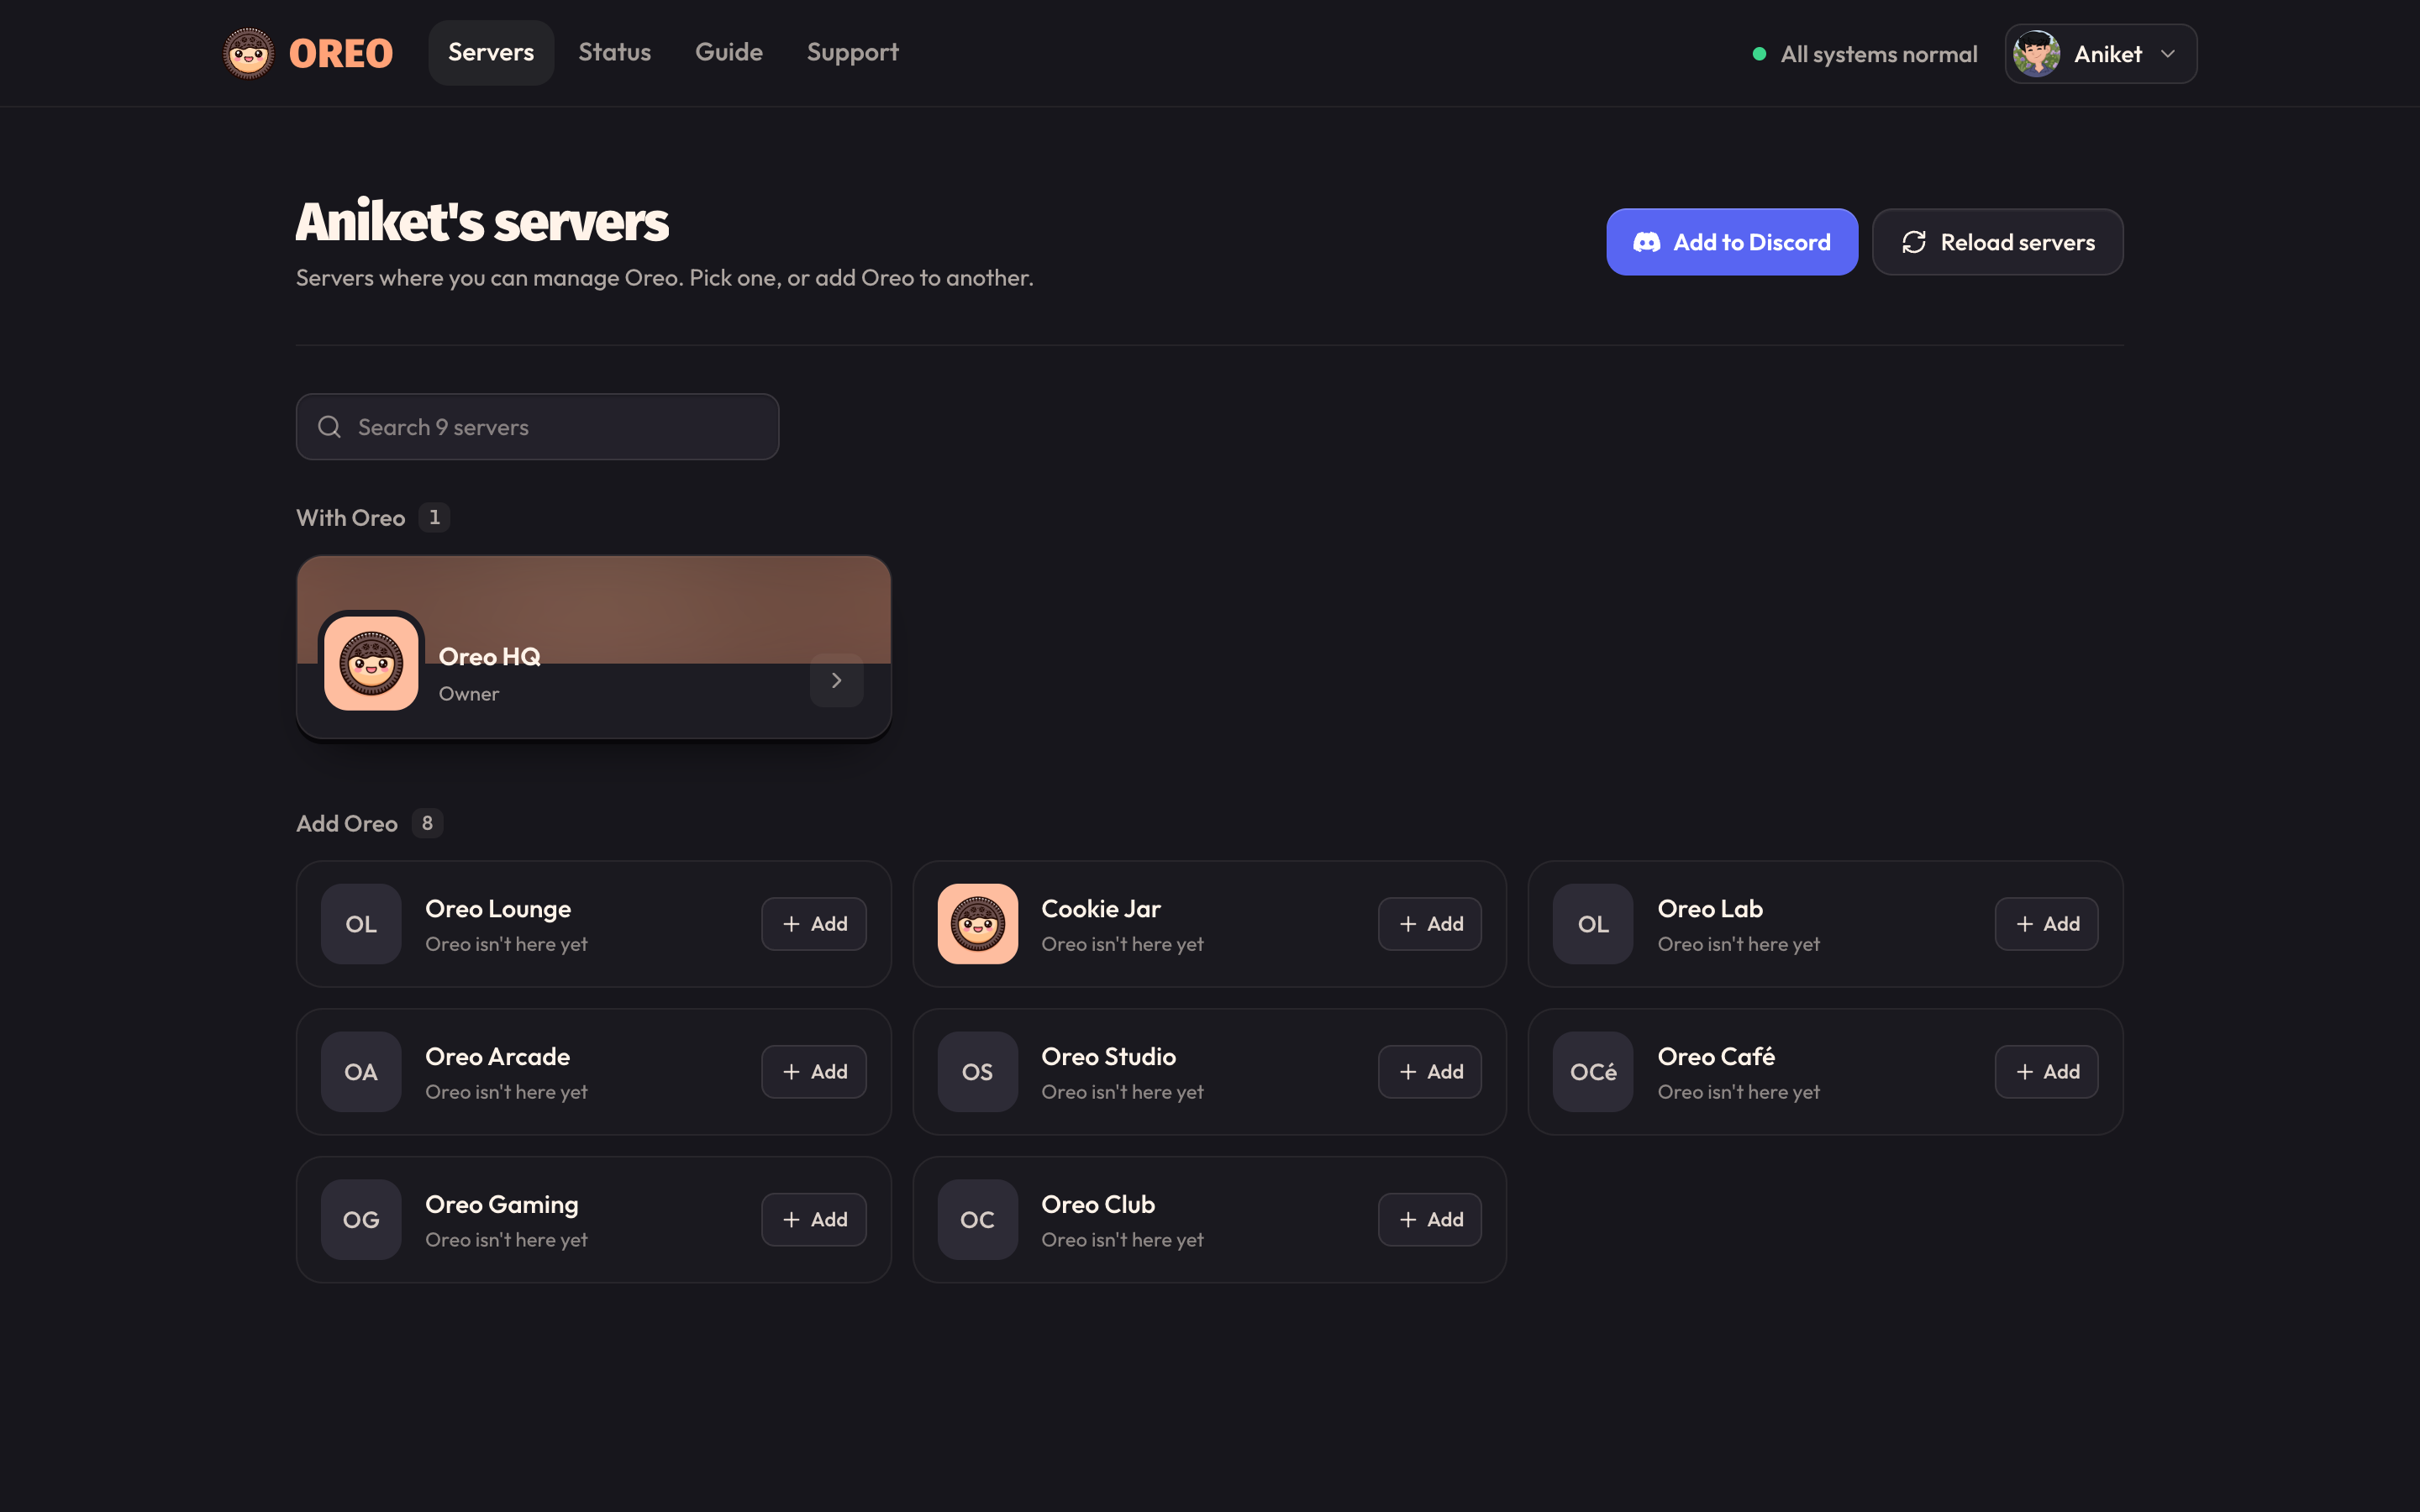 OREO
Servers
Status
Guide
Support
All systems normal
Aniket
Aniket's servers
Servers where you can manage Oreo. Pick one, or add Oreo to another.
Add to Discord
Reload servers
Search 9 servers
With Oreo 1
Oreo HQ
Owner
Add Oreo 8
OL
Oreo Lounge
Oreo isn't here yet
+ Add
Cookie Jar
Oreo isn't here yet
+ Add
OL
Oreo Lab
Oreo isn't here yet
+ Add
OA
Oreo Arcade
Oreo isn't here yet
+ Add
OS
Oreo Studio
Oreo isn't here yet
+ Add
OCé
Oreo Café
Oreo isn't here yet
+ Add
OG
Oreo Gaming
Oreo isn't here yet
+ Add
OC
Oreo Club
Oreo isn't here yet
+ Add